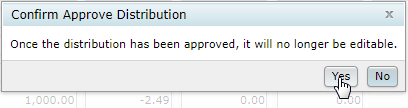 Confirm Approve Distribution x
Once the distribution has been approved, it will no longer be editable.
Yes No
1,000.00 -2.49 0.00 0.00